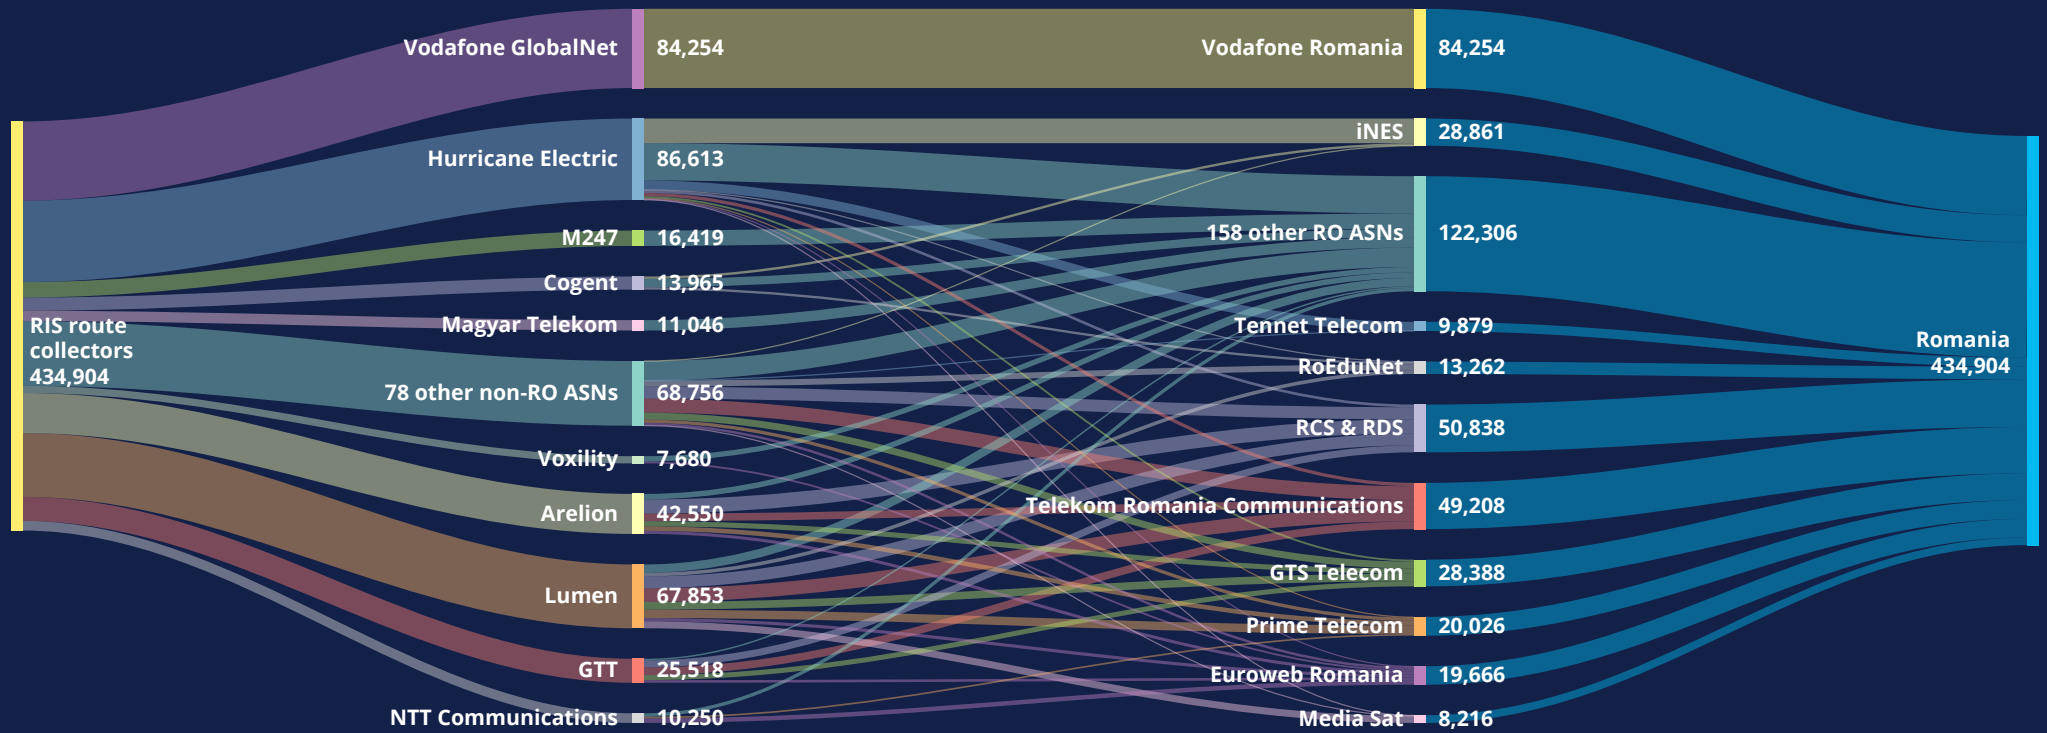 RIS route
collectors
434,904
Vodafone GlobalNet 84,254
Hurricane Electric 86,613
M247 16,419
Cogent 13,965
Magyar Telekom 11,046
78 other non-RO ASNs 68,756
Voxility 7,680
Arelion 42,550
Lumen 67,853
GTT 25,518
NTT Communications 10,250
Vodafone Romania 84,254
iNES 28,861
158 other RO ASNs 122,306
Tennet Telecom 9,879
RoEduNet 13,262
RCS & RDS 50,838
Telekom Romania Communications 49,208
GTS Telecom 28,388
Prime Telecom 20,026
Euroweb Romania 19,666
Media Sat 8,216
Romania
434,904